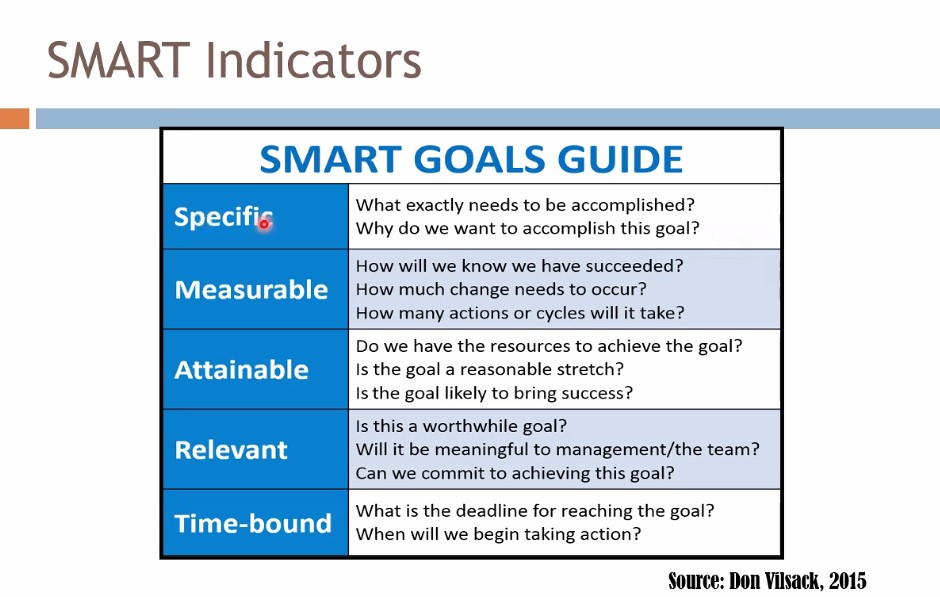 SMART Indicators
SMART GOALS GUIDE
Specific
What exactly needs to be accomplished?
Why do we want to accomplish this goal?
Measurable
How will we know we have succeeded?
How much change needs to occur?
How many actions or cycles will it take?
Attainable
Do we have the resources to achieve the goal?
Is the goal a reasonable stretch?
Is the goal likely to bring success?
Relevant
Is this a worthwhile goal?
Will it be meaningful to management/the team?
Can we commit to achieving this goal?
Time-bound
What is the deadline for reaching the goal?
When will we begin taking action?
Source: Don Vilsack, 2015